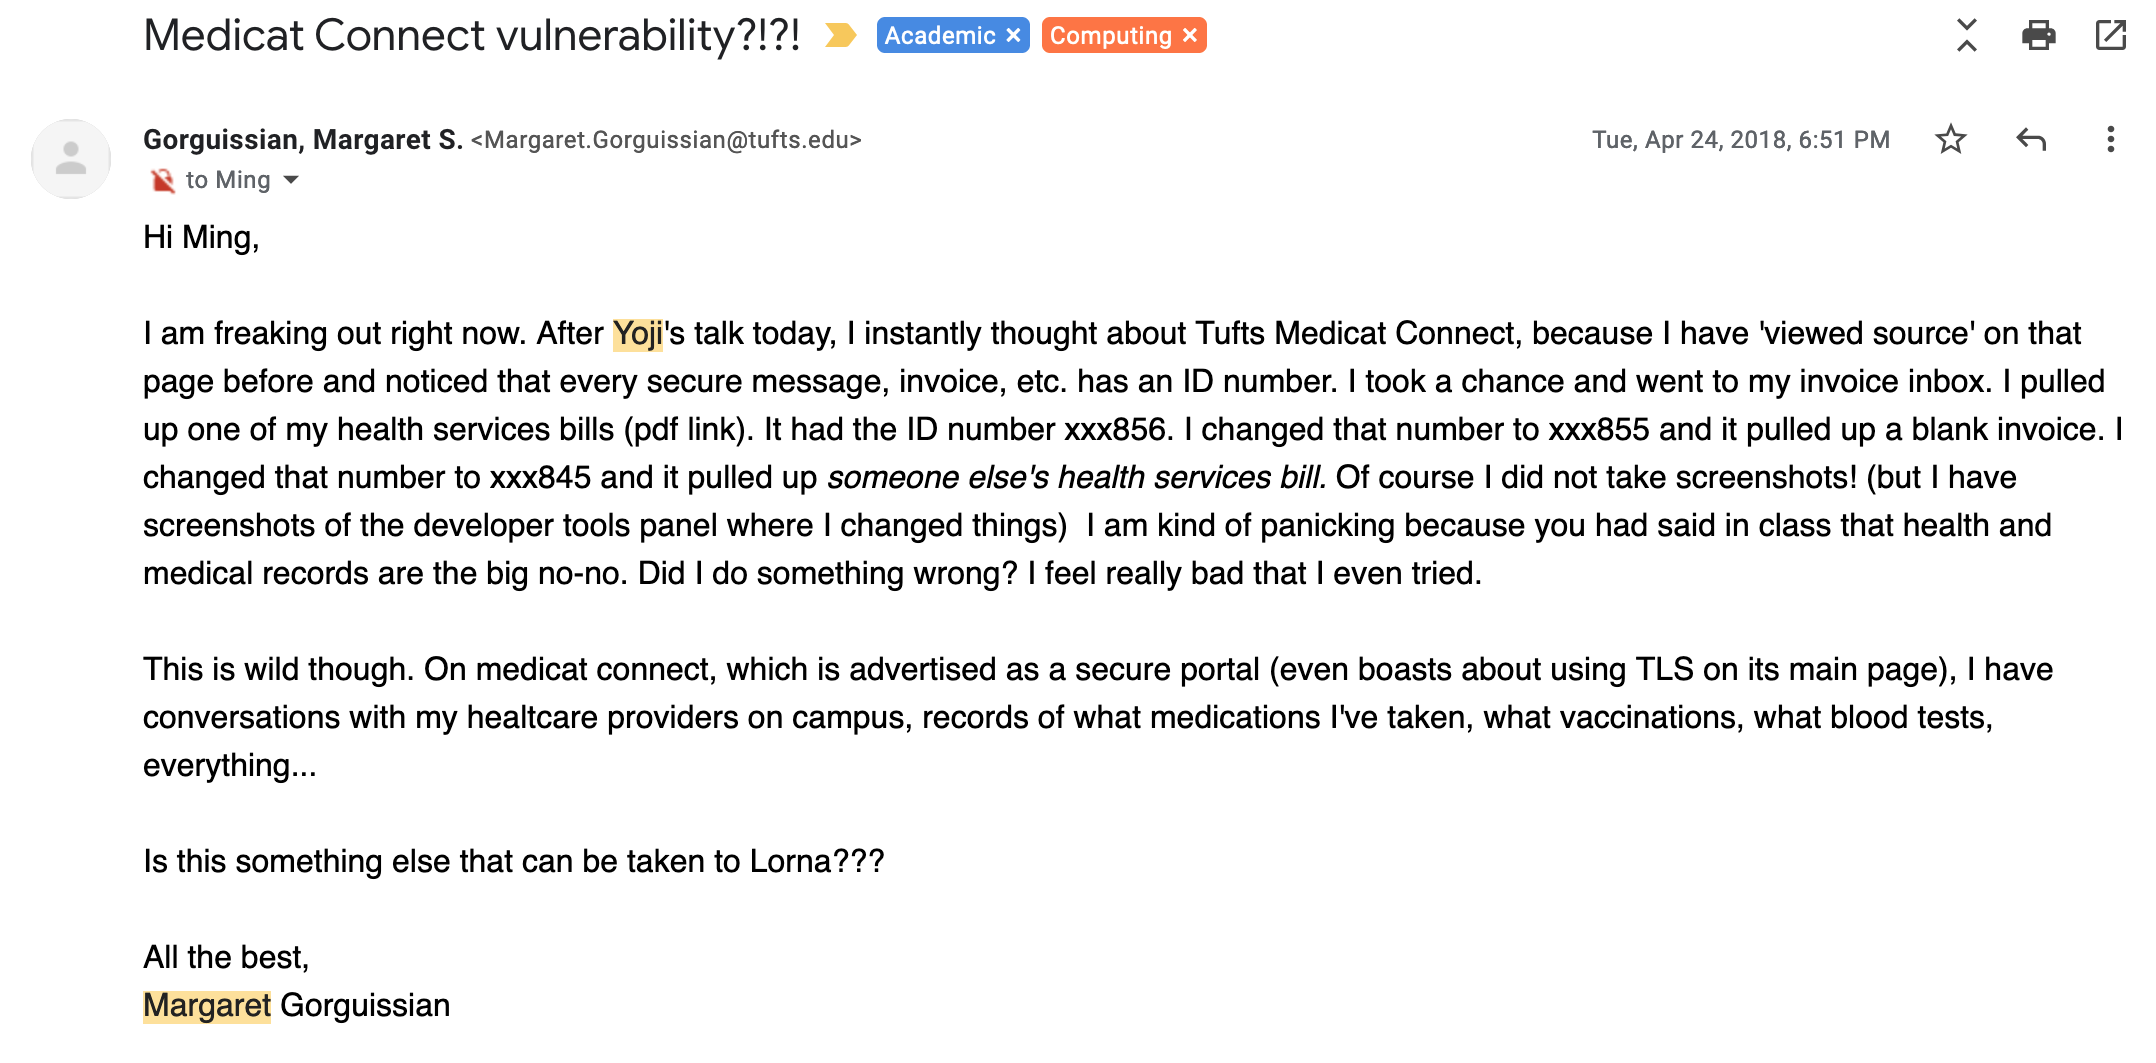 Medicat Connect vulnerability?!?! Academic × Computing ×
Gorguissian, Margaret S. <Margaret.Gorguissian@tufts.edu> Tue, Apr 24, 2018, 6:51 PM
to Ming
Hi Ming,
I am freaking out right now. After Yoji's talk today, I instantly thought about Tufts Medicat Connect, because I have 'viewed source' on that
page before and noticed that every secure message, invoice, etc. has an ID number. I took a chance and went to my invoice inbox. I pulled
up one of my health services bills (pdf link). It had the ID number xxx856. I changed that number to xxx855 and it pulled up a blank invoice. I
changed that number to xxx845 and it pulled up someone else's health services bill. Of course I did not take screenshots! (but I have
screenshots of the developer tools panel where I changed things)  I am kind of panicking because you had said in class that health and
medical records are the big no-no. Did I do something wrong? I feel really bad that I even tried.
This is wild though. On medicat connect, which is advertised as a secure portal (even boasts about using TLS on its main page), I have
conversations with my healtcare providers on campus, records of what medications I've taken, what vaccinations, what blood tests,
everything...
Is this something else that can be taken to Lorna???
All the best,
Margaret Gorguissian